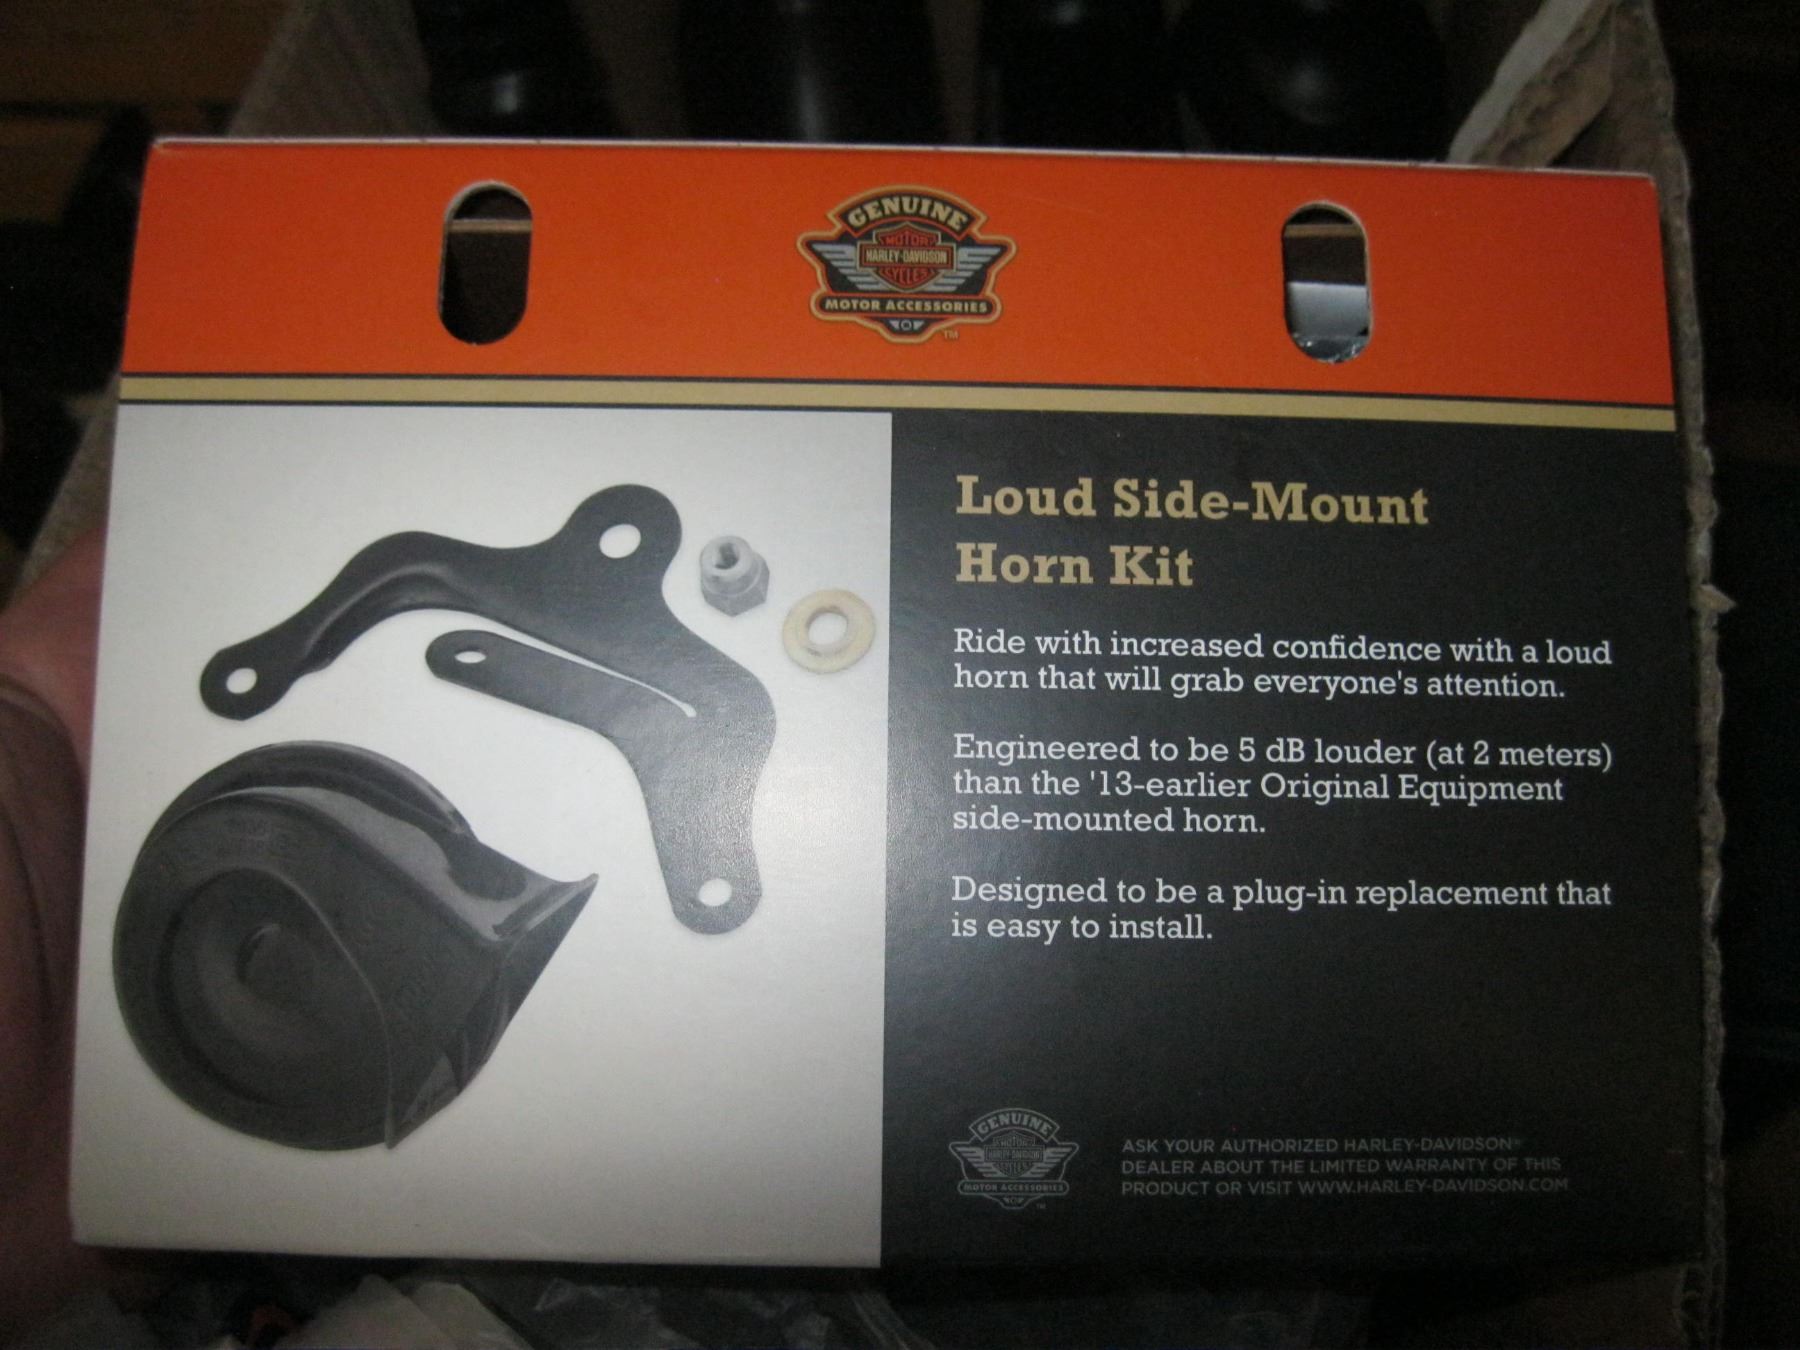 GENUINE
MOTOR
HARLEY-DAVIDSON
CYCLES
MOTOR ACCESSORIES
TM
Loud Side-Mount
Horn Kit
Ride with increased confidence with a loud
horn that will grab everyone's attention.
Engineered to be 5 dB louder (at 2 meters)
than the '13-earlier Original Equipment
side-mounted horn.
Designed to be a plug-in replacement that
is easy to install.
GENUINE
MOTOR
HARLEY-DAVIDSON
CYCLES
MOTOR ACCESSORIES
TM
ASK YOUR AUTHORIZED HARLEY-DAVIDSON®
DEALER ABOUT THE LIMITED WARRANTY OF THIS
PRODUCT OR VISIT WWW.HARLEY-DAVIDSON.COM